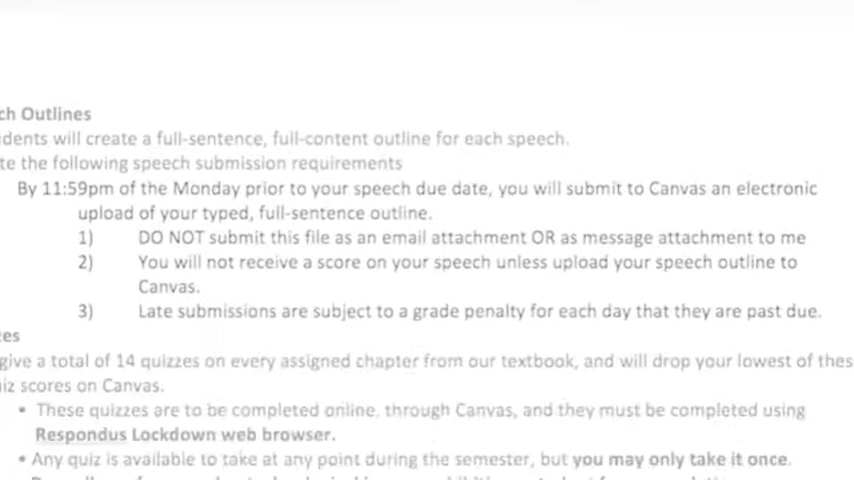 ch Outlines
dents will create a full-sentence, full-content outline for each speech.
te the following speech submission requirements
By 11:59pm of the Monday prior to your speech due date, you will submit to Canvas an electronic
upload of your typed, full-sentence outline.
1) DO NOT submit this file as an email attachment OR as message attachment to me
2) You will not receive a score on your speech unless upload your speech outline to
Canvas.
3) Late submissions are subject to a grade penalty for each day that they are past due.
zes
give a total of 14 quizzes on every assigned chapter from our textbook, and will drop your lowest of thes
iz scores on Canvas.
• These quizzes are to be completed online, through Canvas, and they must be completed using
Respondus Lockdown web browser.
• Any quiz is available to take at any point during the semester, but you may only take it once.